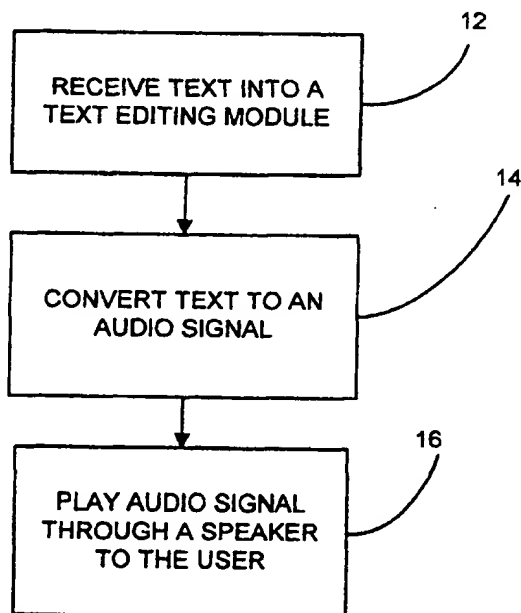 12
RECEIVE TEXT INTO A
TEXT EDITING MODULE
14
CONVERT TEXT TO AN
AUDIO SIGNAL
16
PLAY AUDIO SIGNAL
THROUGH A SPEAKER
TO THE USER